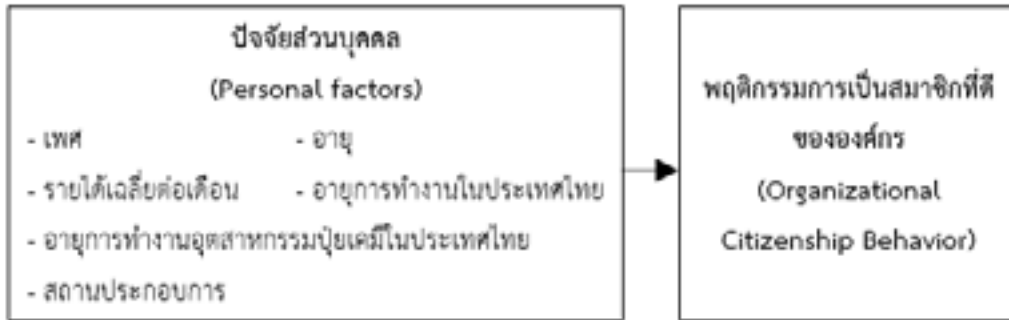 ปัจจัยส่วนบุคคล
(Personal factors)
- เพศ - อายุ
- รายได้เฉลี่ยต่อเดือน - อายุการทำงานในประเทศไทย
- อายุการทำงานอุตสาหกรรมปุ๋ยเคมีในประเทศไทย
- สถานประกอบการ
พฤติกรรมการเป็นสมาชิกที่ดี
ขององค์กร
(Organizational
Citizenship Behavior)